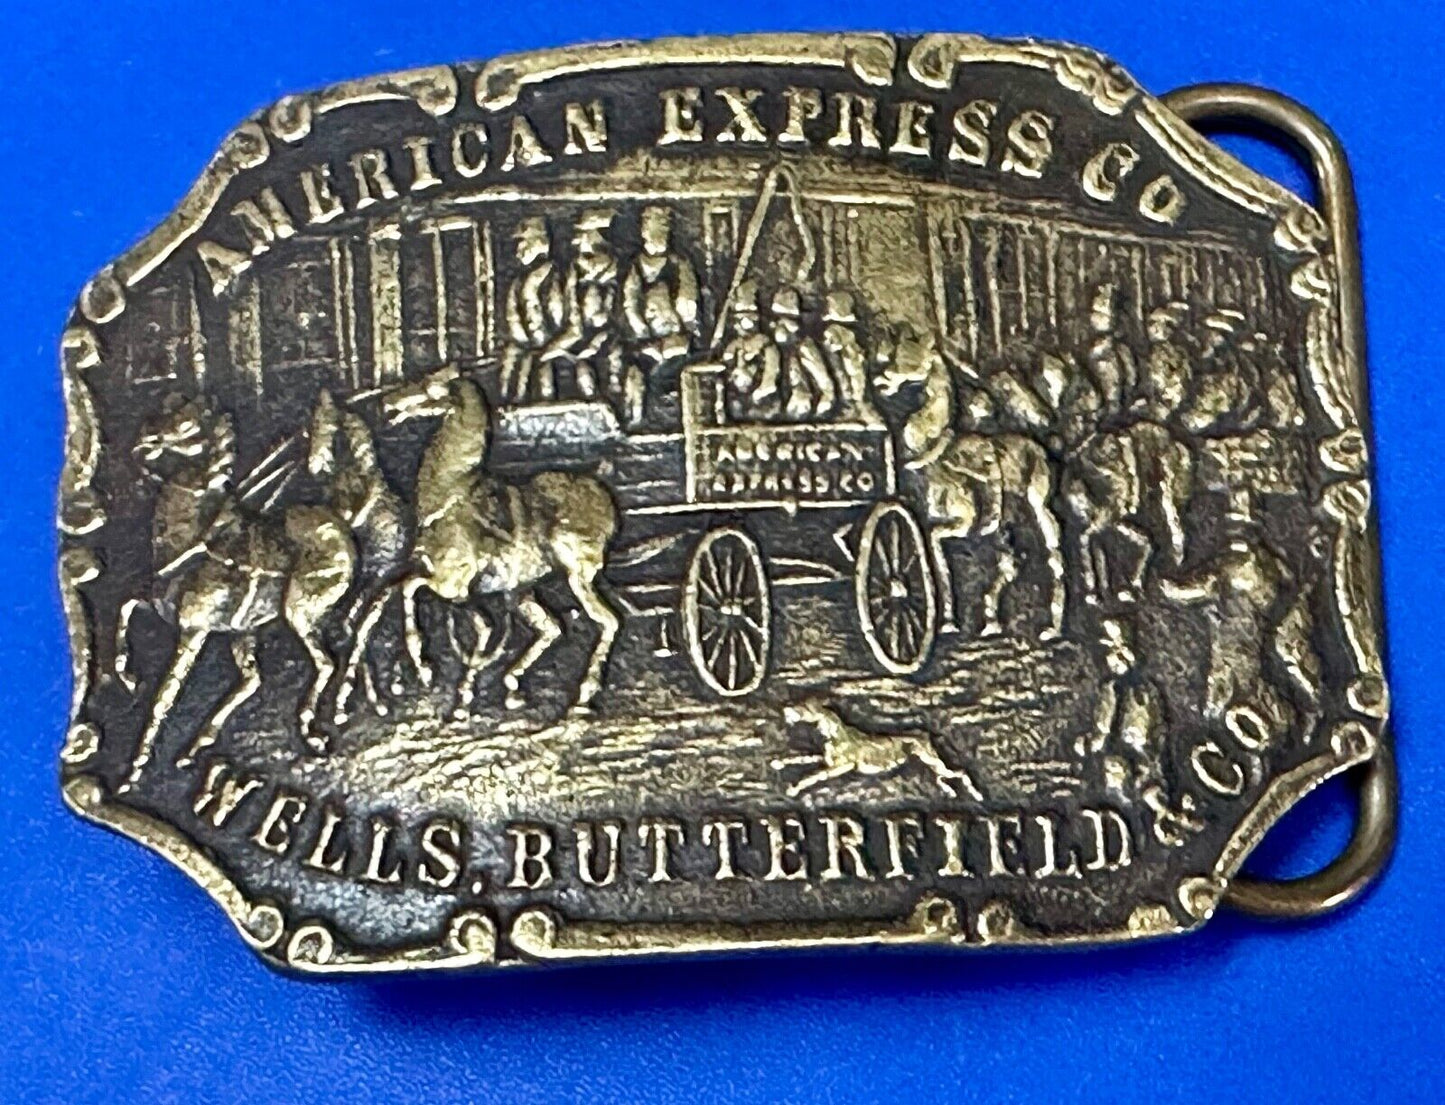 AMERICAN EXPRESS CO
AMERICAN
EXPRESS CO
WELLS, BUTTERFIELD & CO